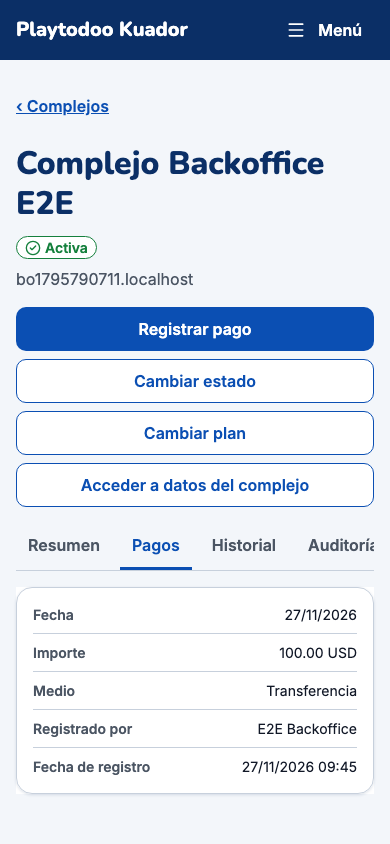 Playtodoo Kuador
☰ Menú
‹ Complejos
Complejo Backoffice
E2E
Activa
bo1795790711.localhost
Registrar pago
Cambiar estado
Cambiar plan
Acceder a datos del complejo
Resumen Pagos Historial Auditoría
Fecha 27/11/2026
Importe 100.00 USD
Medio Transferencia
Registrado por E2E Backoffice
Fecha de registro 27/11/2026 09:45